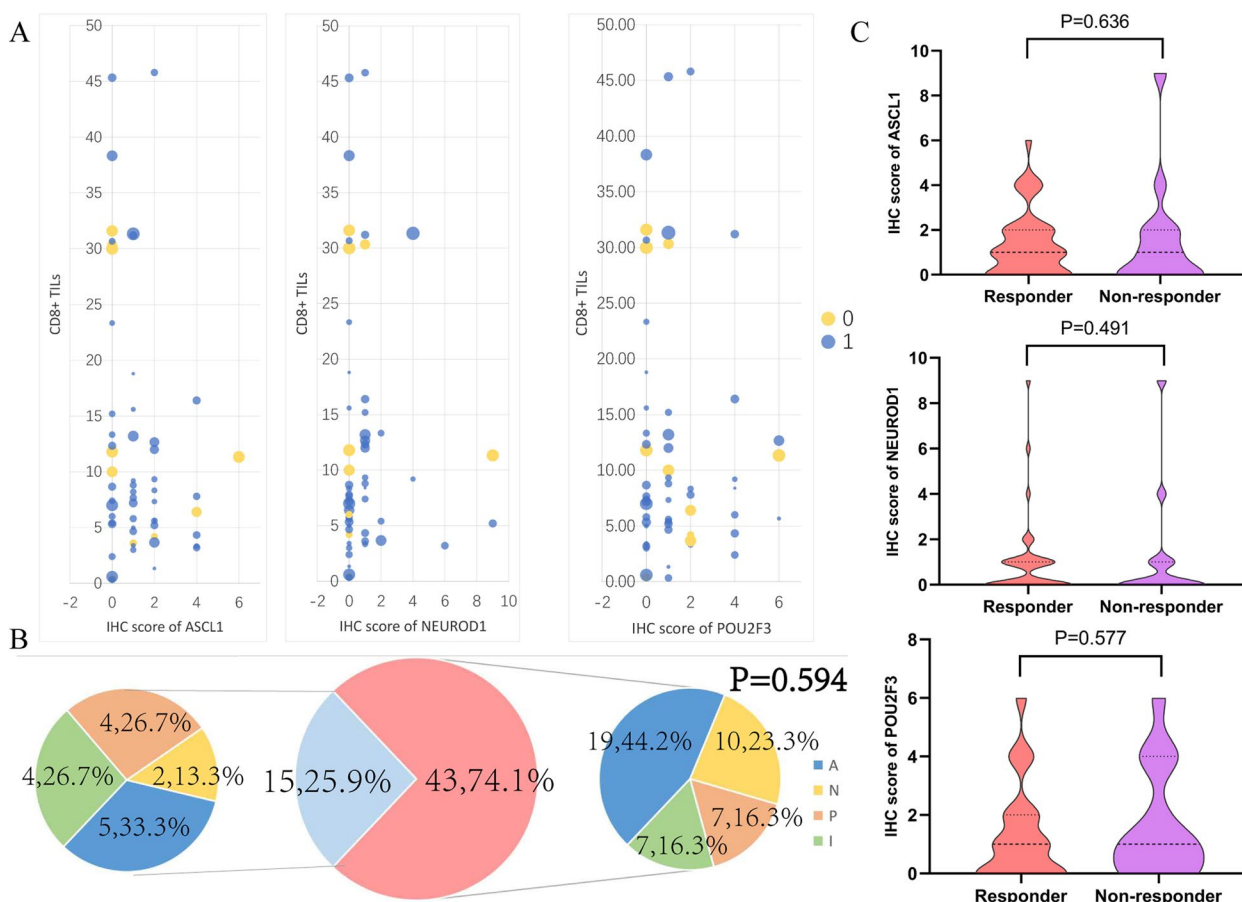 A
50
45
40
35
30
25
20
15
10
5
0
CD8+ TILs
-2 0 2 4 6
IHC score of ASCL1
50
45
40
35
30
25
20
15
10
5
0
CD8+ TILs
-2 0 2 4 6 8 10
IHC score of NEUROD1
50
45
40.00
35.00
30.00
25.00
20.00
15.00
10.00
5.00
0.00
CD8+ TILs
-2 0 2 4 6
IHC score of POU2F3
0
1
B
P=0.594
4,26.7%
2,13.3%
4,26.7%
5,33.3%
15,25.9%
43,74.1%
19,44.2%
10,23.3%
7,16.3%
7,16.3%
A
N
P
I
C
P=0.636
10
8
6
4
2
0
IHC score of ASCL1
Responder Non-responder
P=0.491
10
8
6
4
2
0
IHC score of NEUROD1
Responder Non-responder
P=0.577
8
6
4
2
0
IHC score of POU2F3
Responder Non-responder